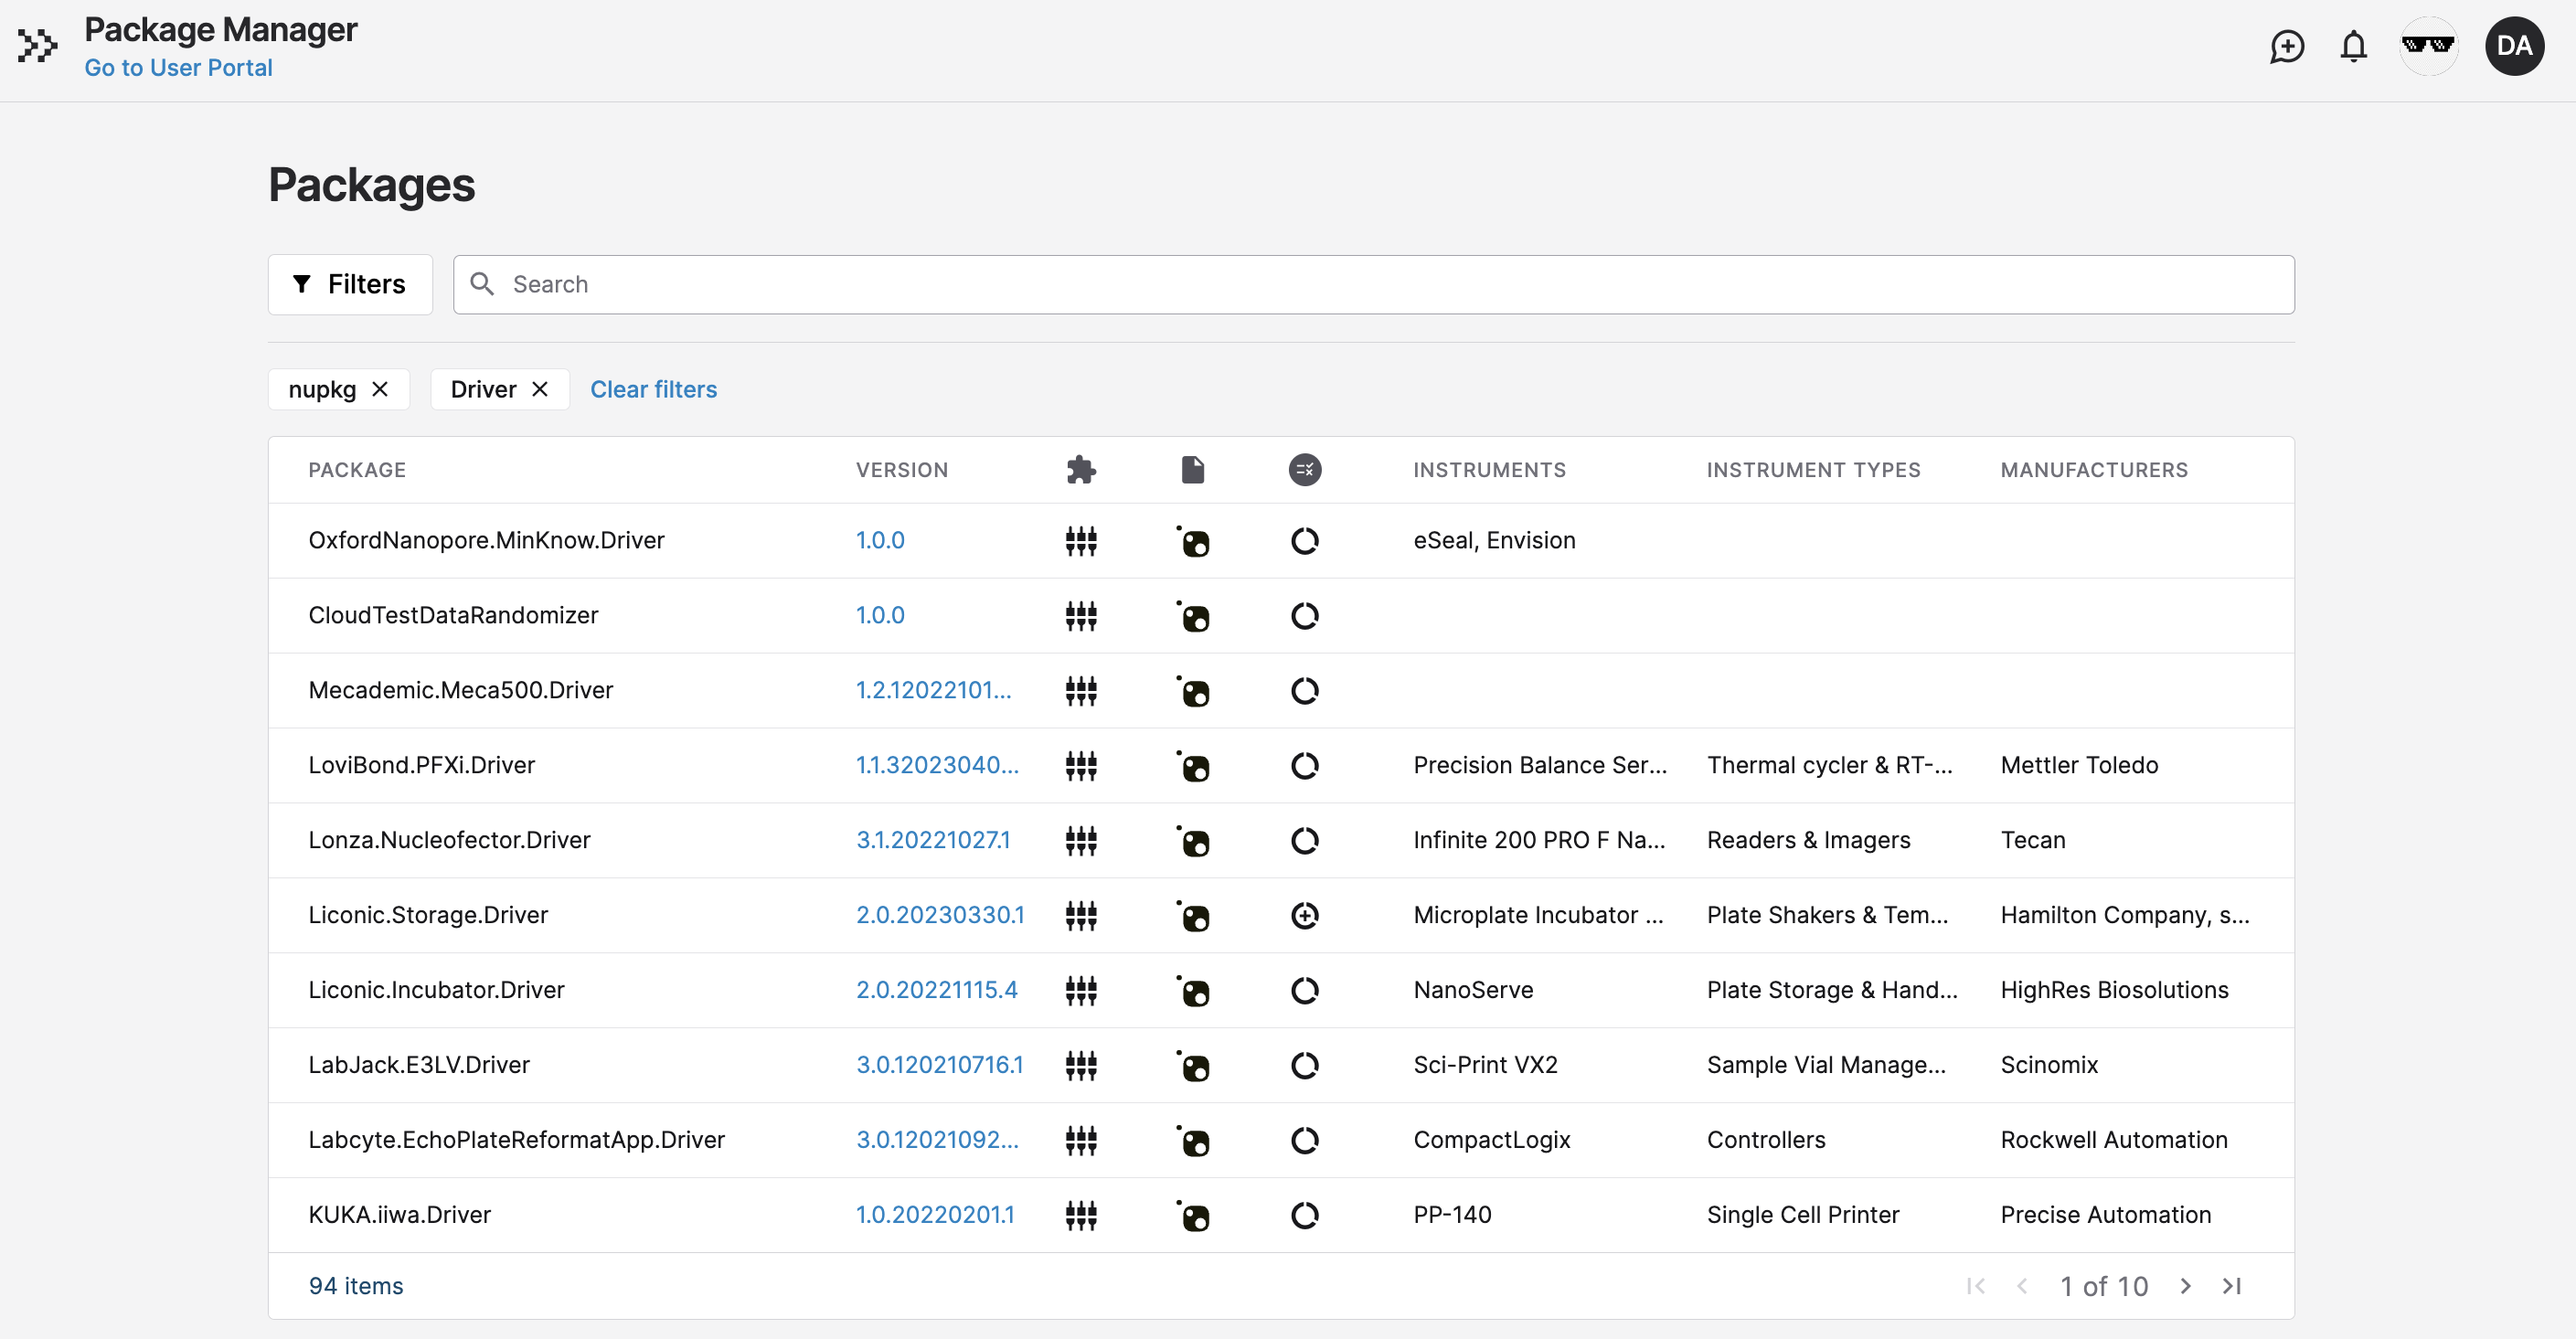 Package Manager
Go to User Portal
DA
Packages
Filters
Search
nupkg
Driver
Clear filters
PACKAGE VERSION INSTRUMENTS INSTRUMENT TYPES MANUFACTURERS
OxfordNanopore.MinKnow.Driver 1.0.0 eSeal, Envision
CloudTestDataRandomizer 1.0.0
Mecademic.Meca500.Driver 1.2.12022101...
LoviBond.PFXi.Driver 1.1.32023040... Precision Balance Ser... Thermal cycler & RT-... Mettler Toledo
Lonza.Nucleofector.Driver 3.1.20221027.1 Infinite 200 PRO F Na... Readers & Imagers Tecan
Liconic.Storage.Driver 2.0.20230330.1 Microplate Incubator ... Plate Shakers & Tem... Hamilton Company, s...
Liconic.Incubator.Driver 2.0.20221115.4 NanoServe Plate Storage & Hand... HighRes Biosolutions
LabJack.E3LV.Driver 3.0.120210716.1 Sci-Print VX2 Sample Vial Manage... Scinomix
Labcyte.EchoPlateReformatApp.Driver 3.0.12021092... CompactLogix Controllers Rockwell Automation
KUKA.iiwa.Driver 1.0.20220201.1 PP-140 Single Cell Printer Precise Automation
94 items
1 of 10